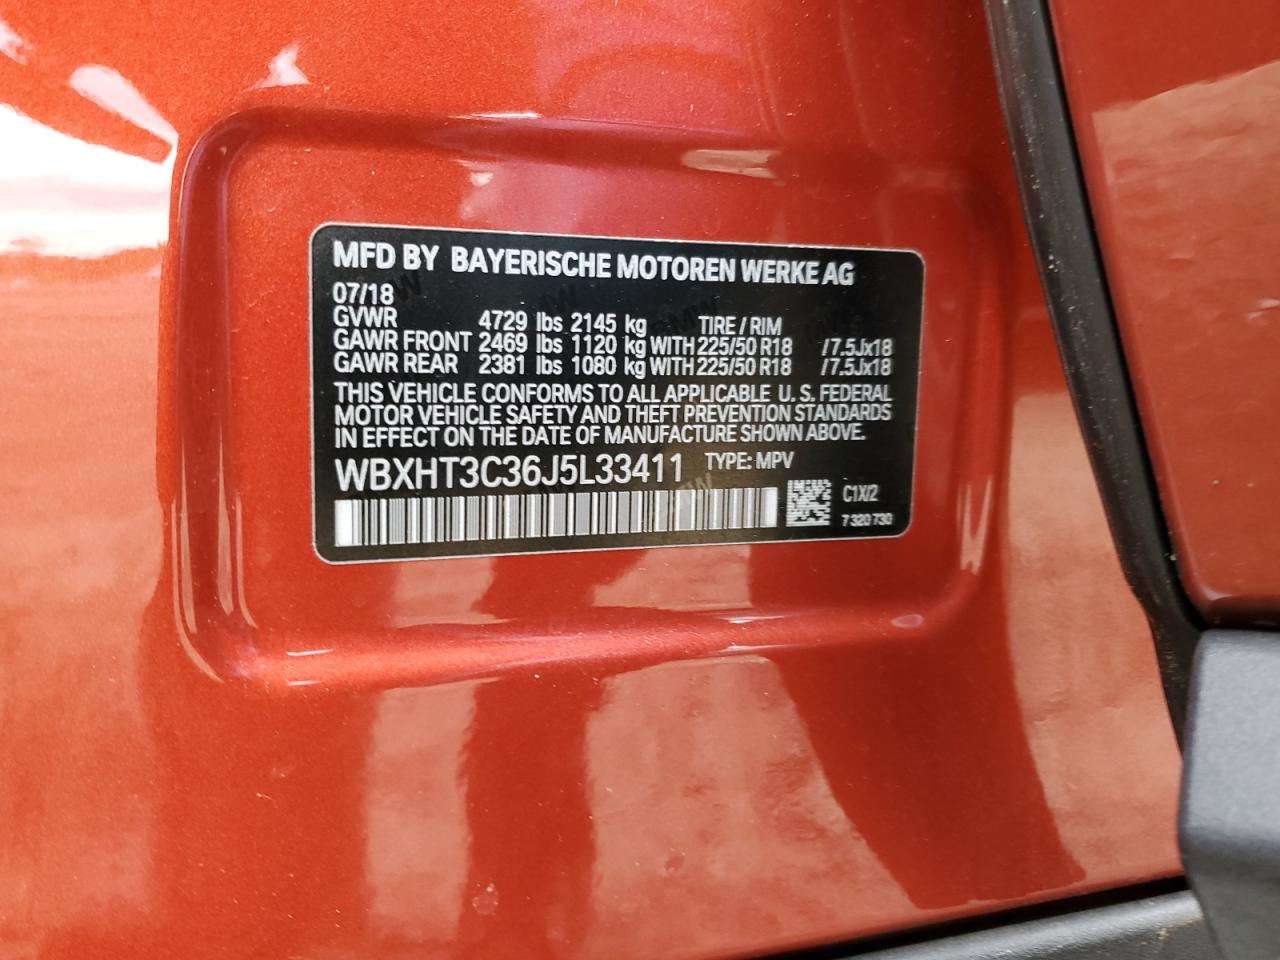 MFD BY BAYERISCHE MOTOREN WERKE AG
07/18
GVWR 4729 lbs 2145 kg TIRE / RIM
GAWR FRONT 2469 lbs 1120 kg WITH 225/50 R18 /7.5Jx18
GAWR REAR 2381 lbs 1080 kg WITH 225/50 R18 /7.5Jx18
THIS VEHICLE CONFORMS TO ALL APPLICABLE U. S. FEDERAL
MOTOR VEHICLE SAFETY AND THEFT PREVENTION STANDARDS
IN EFFECT ON THE DATE OF MANUFACTURE SHOWN ABOVE.
WBXHT3C36J5L33411 TYPE: MPV
C1X/2
7 320 730